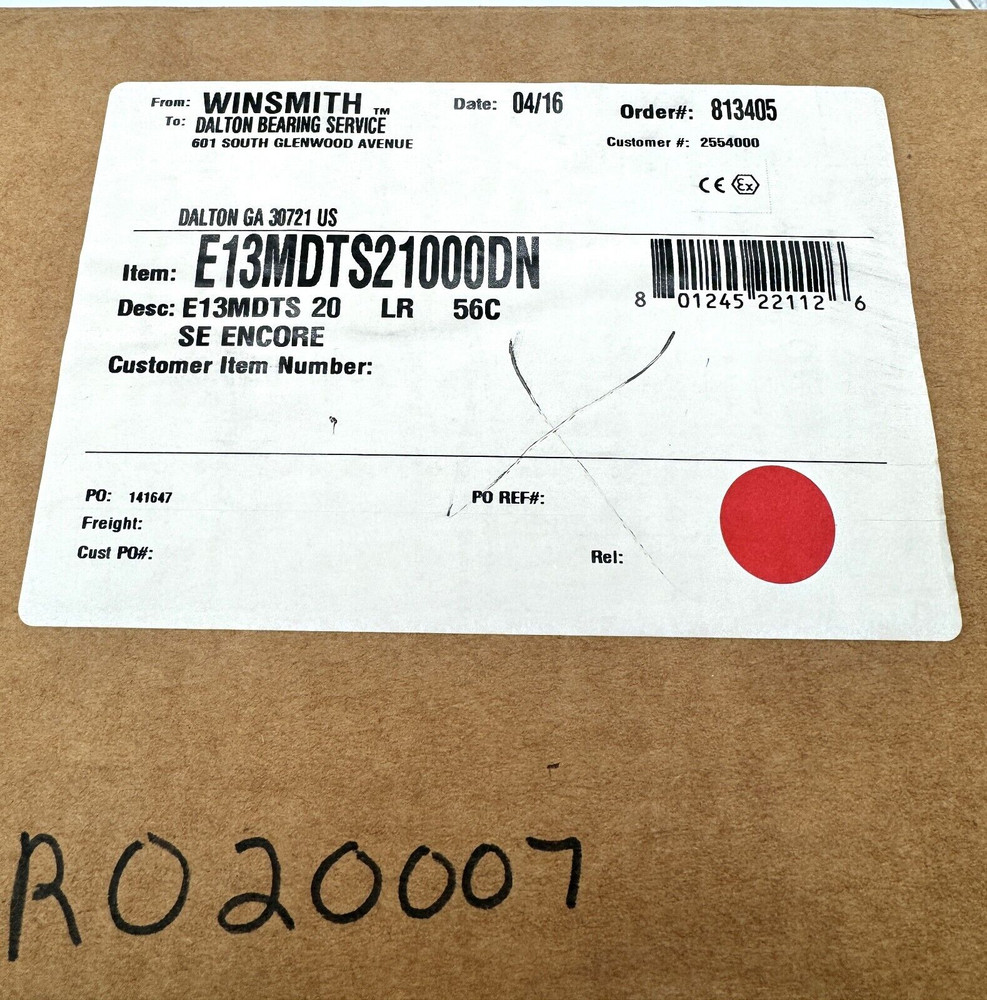 From: WINSMITH ™ Date: 04/16 Order#: 813405
To: DALTON BEARING SERVICE
601 SOUTH GLENWOOD AVENUE Customer #: 2554000
CE Ex
DALTON GA 30721 US
Item: E13MDTS21000DN
8 01245 22112 6
Desc: E13MDTS 20 LR 56C
SE ENCORE
Customer Item Number:
PO: 141647 PO REF#:
Freight:
Cust PO#: Rel:
RO20007